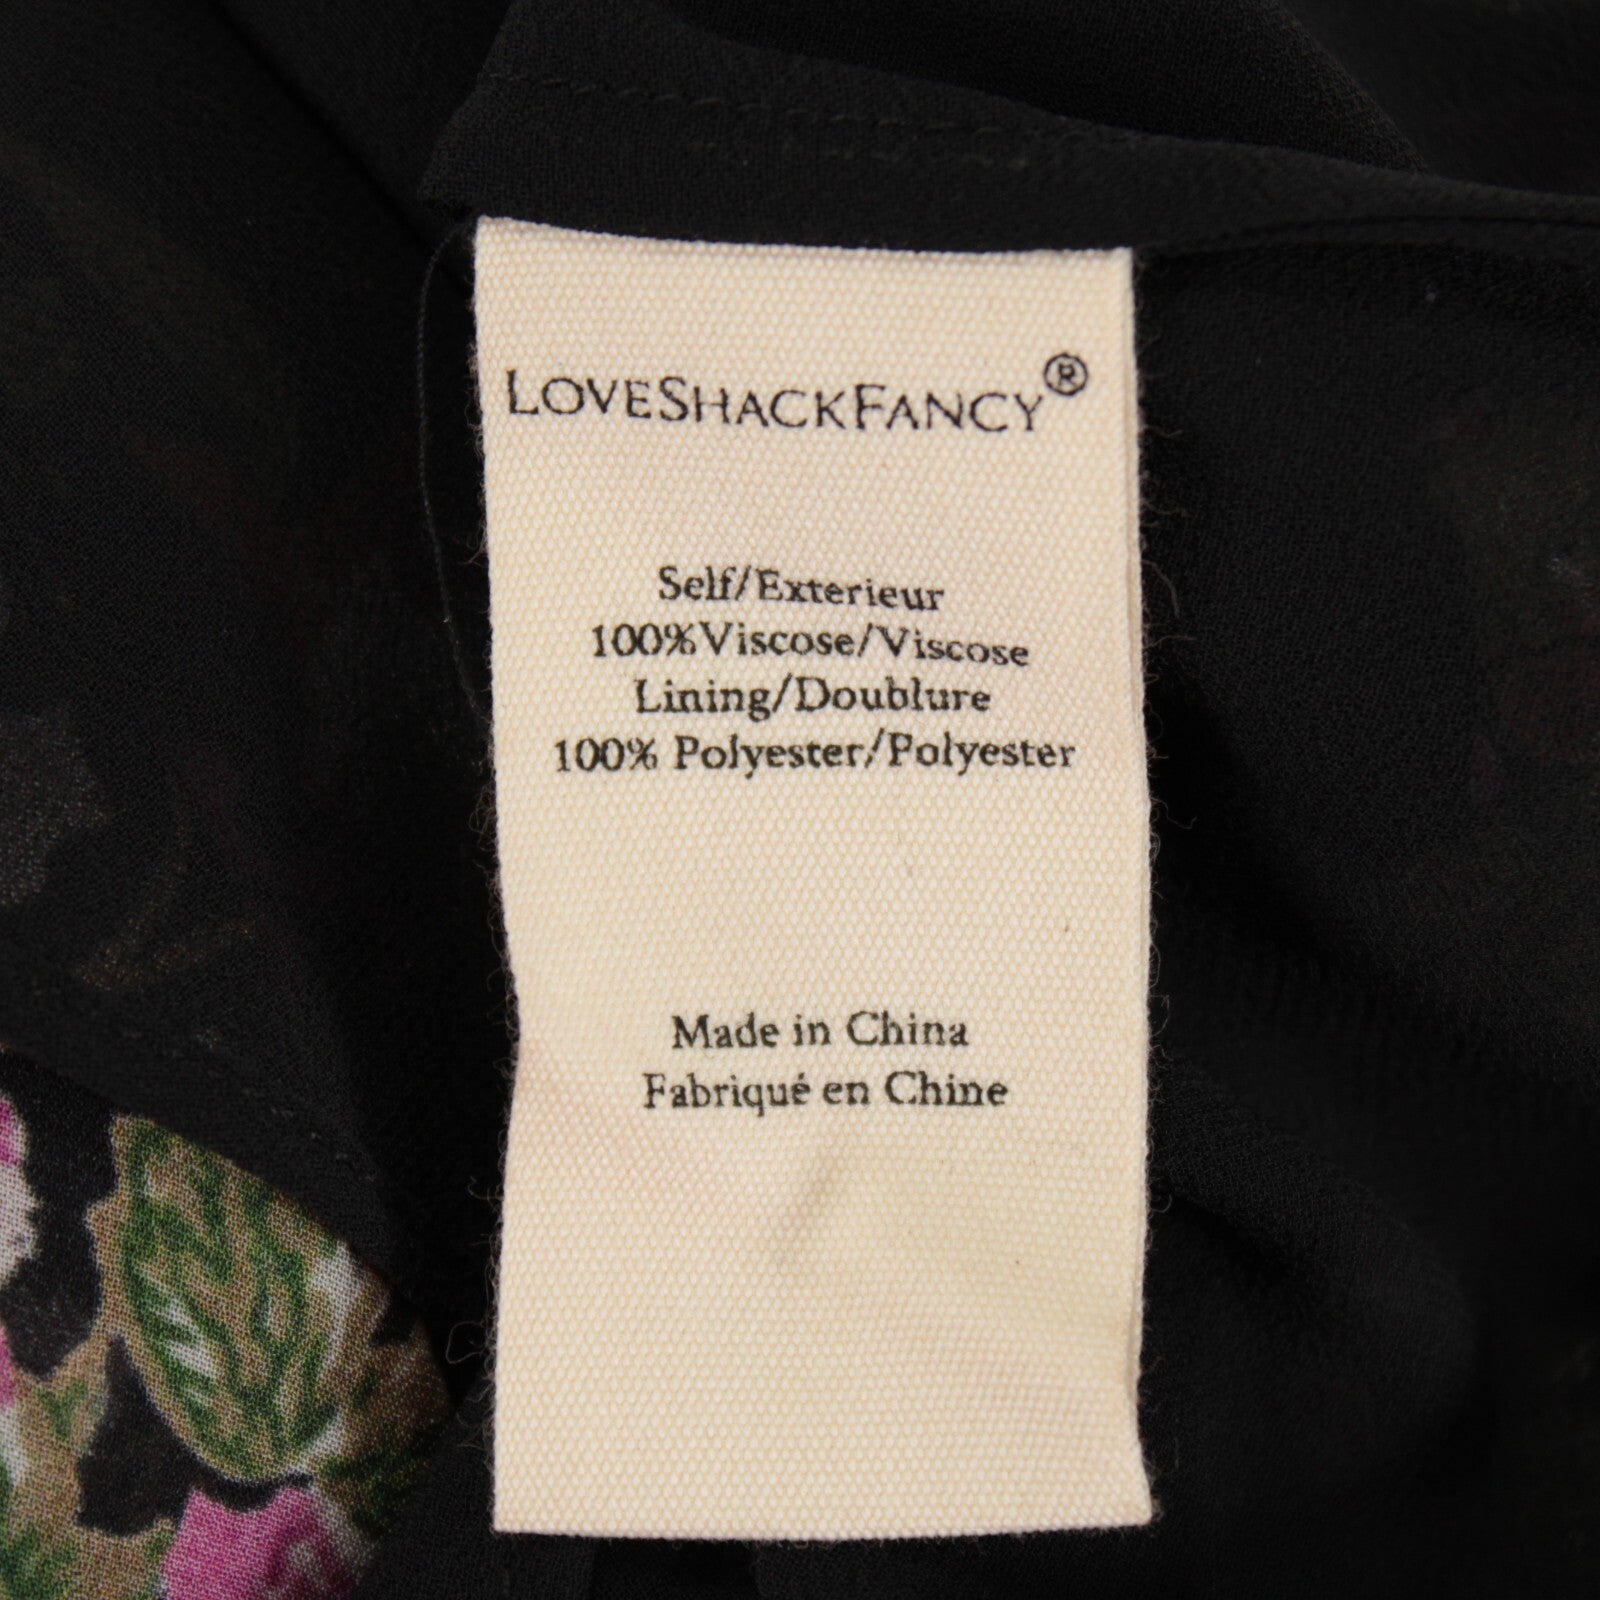 LOVESHACKFANCY®
Self/Exterieur
100%Viscose/Viscose
Lining/Doublure
100% Polyester/Polyester
Made in China
Fabriqué en Chine